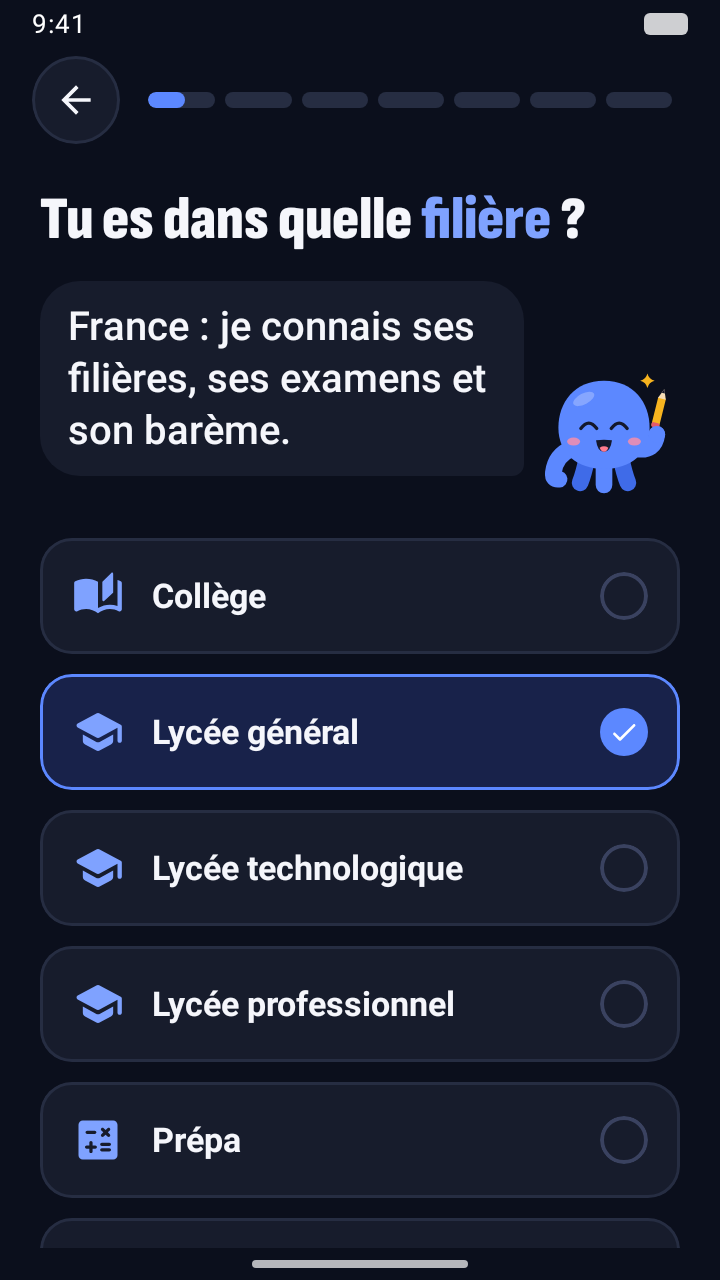 9:41
Tu es dans quelle filière ?
France : je connais ses
filières, ses examens et
son barème.
Collège
Lycée général
Lycée technologique
Lycée professionnel
Prépa